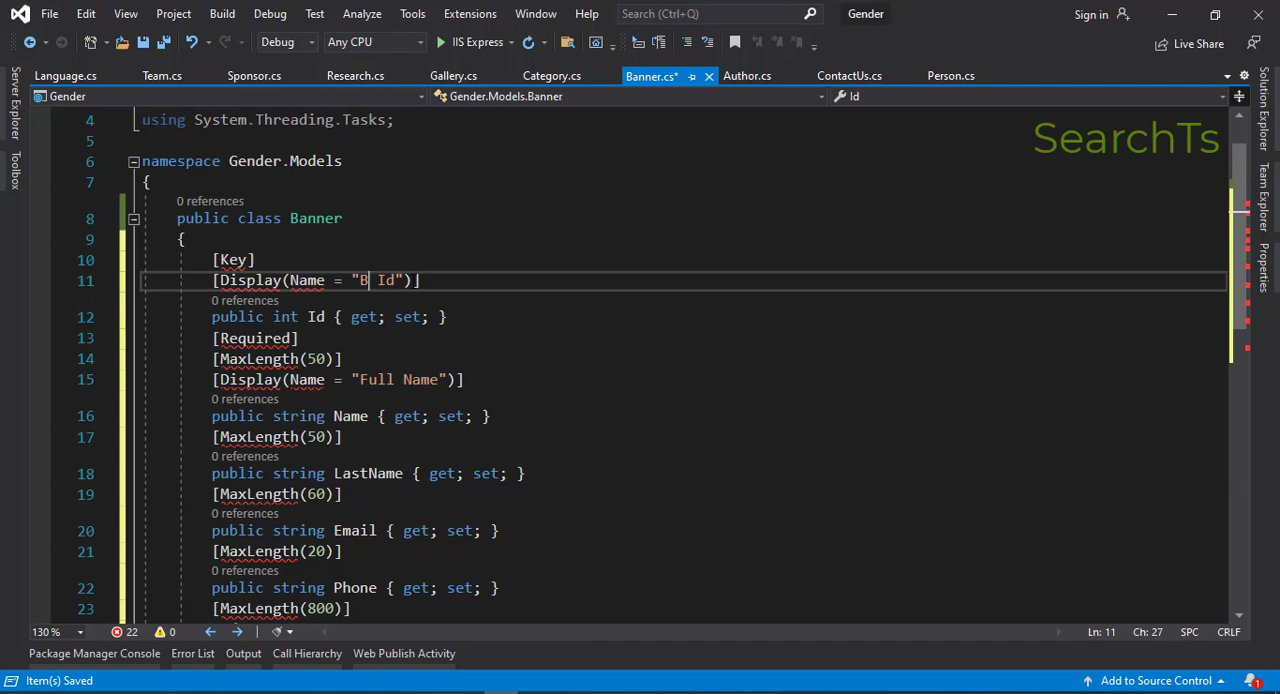 File Edit View Project Build Debug Test Analyze Tools Extensions Window Help Search (Ctrl+Q) Gender Sign in
Debug Any CPU IIS Express Live Share
Language.cs Team.cs Sponsor.cs Research.cs Gallery.cs Category.cs Banner.cs* Author.cs ContactUs.cs Person.cs
Gender Gender.Models.Banner Id
Server Explorer
Toolbox
Solution Explorer
Team Explorer
Properties
SearchTs
4 using System.Threading.Tasks;
5
6 namespace Gender.Models
7 {
0 references
8 public class Banner
9 {
10 [Key]
11 [Display(Name = "B Id")]
0 references
12 public int Id { get; set; }
13 [Required]
14 [MaxLength(50)]
15 [Display(Name = "Full Name")]
0 references
16 public string Name { get; set; }
17 [MaxLength(50)]
0 references
18 public string LastName { get; set; }
19 [MaxLength(60)]
0 references
20 public string Email { get; set; }
21 [MaxLength(20)]
0 references
22 public string Phone { get; set; }
23 [MaxLength(800)]
130 % 22 0 Ln: 11 Ch: 27 SPC CRLF
Package Manager Console Error List Output Call Hierarchy Web Publish Activity
Item(s) Saved Add to Source Control 1